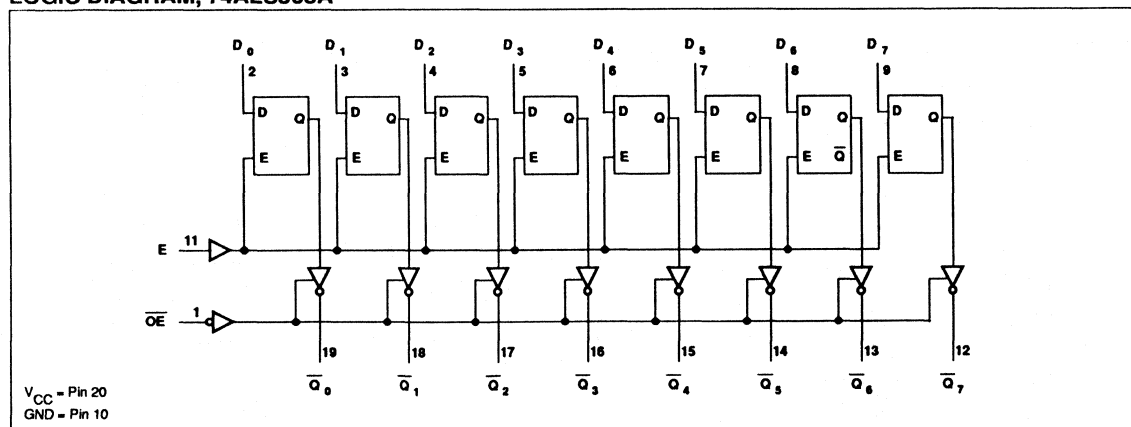 D0 D1 D2 D3 D4 D5 D6 D7
2 3 4 5 6 7 8 9
D Q D Q D Q D Q D Q D Q D Q D Q
E E E E E E E Q̅ E
E 11
O̅E̅ 1
19 18 17 16 15 14 13 12
Q̅0 Q̅1 Q̅2 Q̅3 Q̅4 Q̅5 Q̅6 Q̅7
VCC = Pin 20
GND = Pin 10